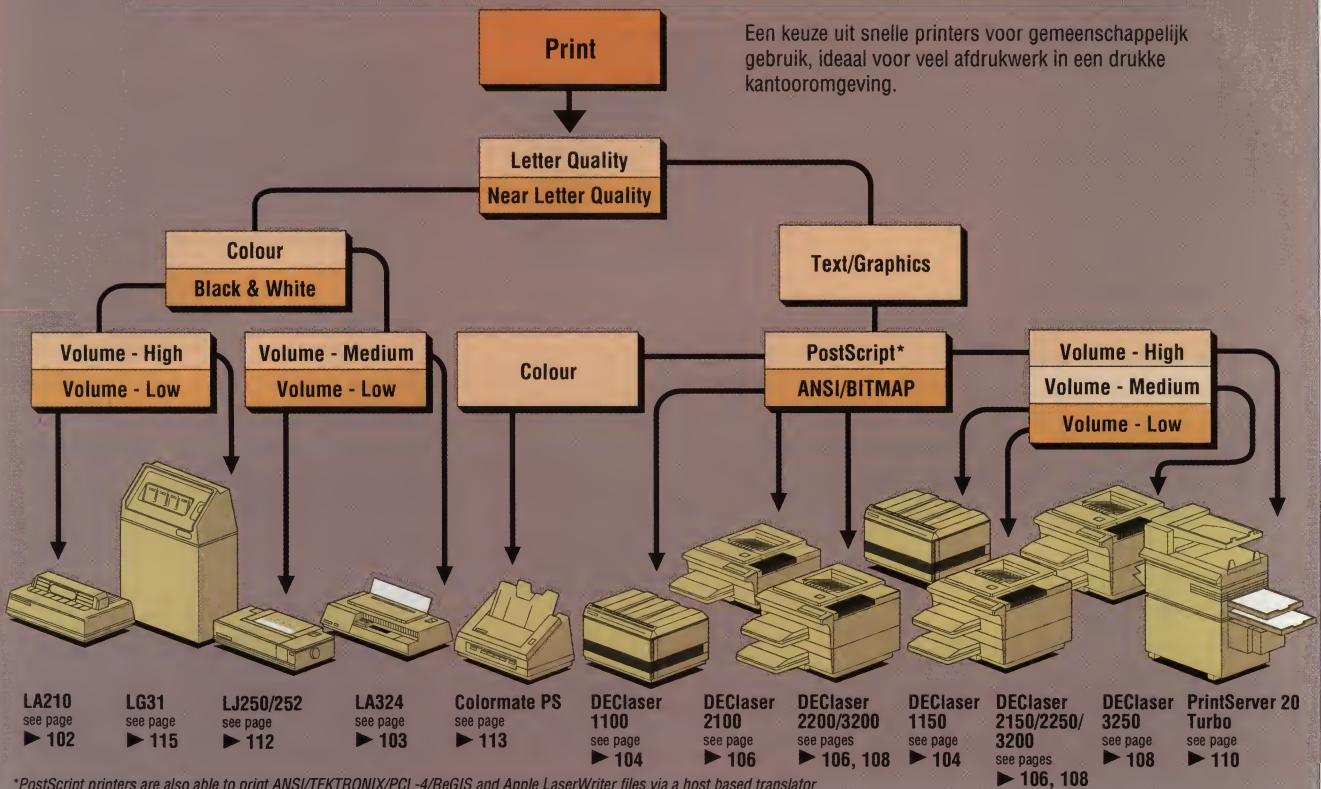 Print
Een keuze uit snelle printers voor gemeenschappelijk
gebruik, ideaal voor veel afdrukwerk in een drukke
kantooromgeving.
Letter Quality
Near Letter Quality
Colour
Black & White
Text/Graphics
Volume - High
Volume - Low
Volume - Medium
Volume - Low
Colour
PostScript*
ANSI/BITMAP
Volume - High
Volume - Medium
Volume - Low
LA210
see page
▶ 102
LG31
see page
▶ 115
LJ250/252
see page
▶ 112
LA324
see page
▶ 103
Colormate PS
see page
▶ 113
DEClaser
1100
see page
▶ 104
DEClaser
2100
see page
▶ 106
DEClaser
2200/3200
see pages
▶ 106, 108
DEClaser
1150
see page
▶ 104
DEClaser
2150/2250/
3200
see pages
▶ 106, 108
DEClaser
3250
see page
▶ 108
PrintServer 20
Turbo
see page
▶ 110
*PostScript printers are also able to print ANSI/TEKTRONIX/PCL-4/ReGIS and Apple LaserWriter files via a host based translator